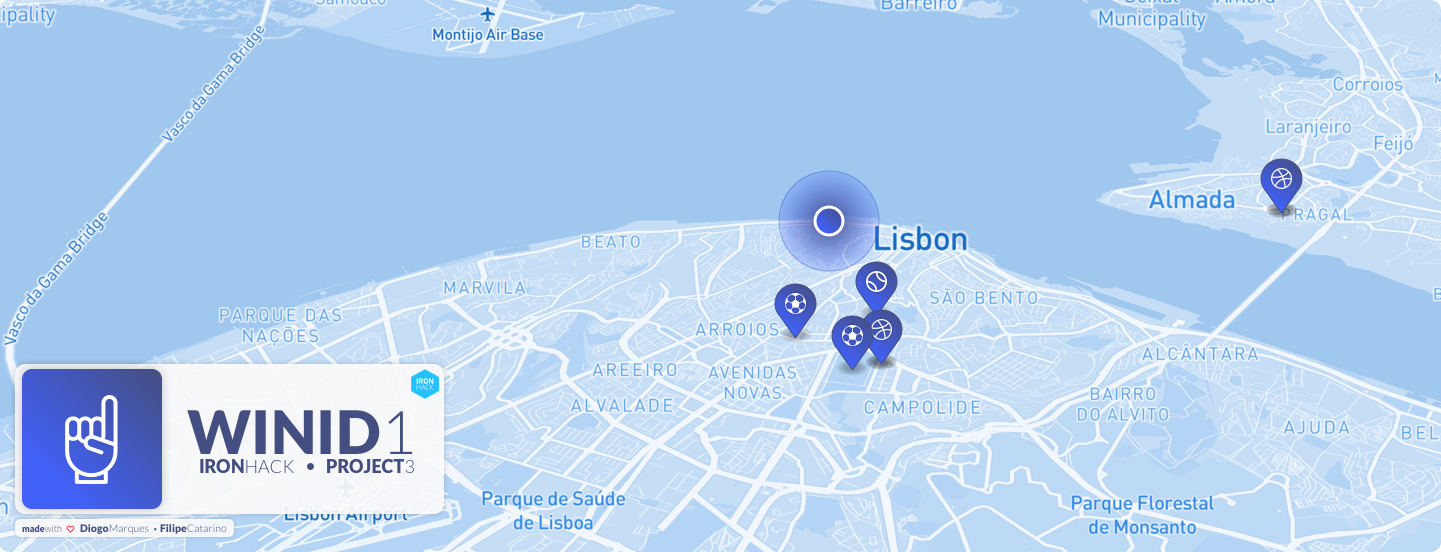 Samouco
Montijo Air Base
Barreiro
Seixal
Municipality
Amora
cipality
Vasco da Gama Bridge
Corroios
Laranjeiro
Feijó
Almada
PRAGAL
Vasco da Gama Bridge
BEATO
Lisbon
MARVILA
SÃO BENTO
PARQUE DAS
NAÇÕES
ARROIOS
ALCÂNTARA
AREEIRO
AVENIDAS
NOVAS
ALVALADE
CAMPOLIDE
BAIRRO
DO ALVITO
AJUDA
BEL
IRON
HACK
WINID1
IRONHACK • PROJECT3
Parque de Saúde
de Lisboa
Parque Florestal
de Monsanto
Lisbon Airport
madewith DiogoMarques • FilipeCatarino